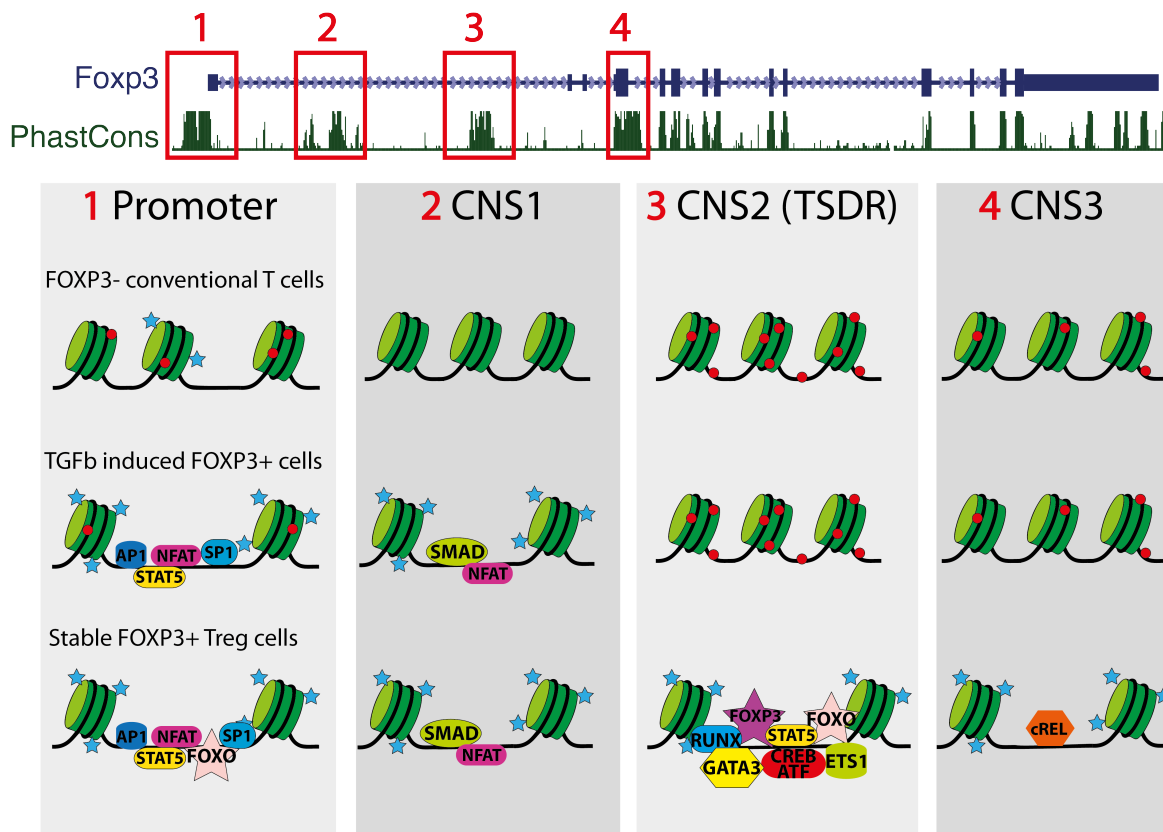 1 2 3 4
Foxp3
PhastCons
1 Promoter
2 CNS1
3 CNS2 (TSDR)
4 CNS3
FOXP3- conventional T cells
TGFb induced FOXP3+ cells
AP1 NFAT SP1
STAT5
SMAD
NFAT
Stable FOXP3+ Treg cells
AP1 NFAT SP1
STAT5 FOXO
SMAD
NFAT
FOXP3 FOXO
RUNX STAT5
GATA3 CREB ETS1
ATF
cREL